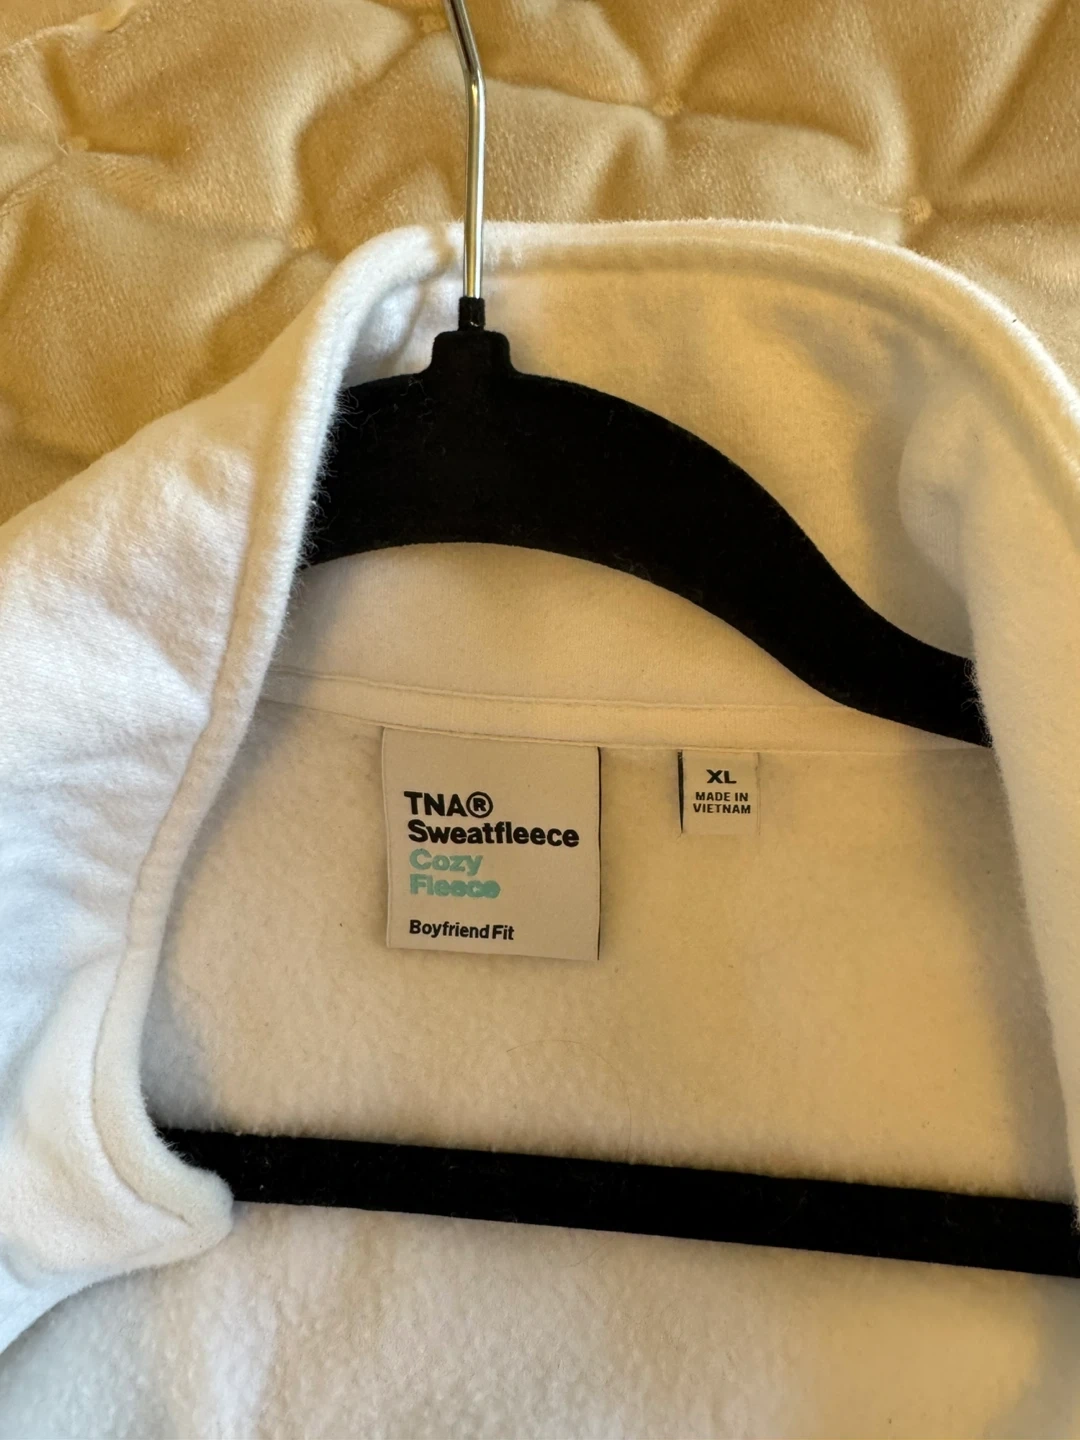 TNA®
Sweatfleece
Cozy
Fleece
Boyfriend Fit
XL
MADE IN
VIETNAM